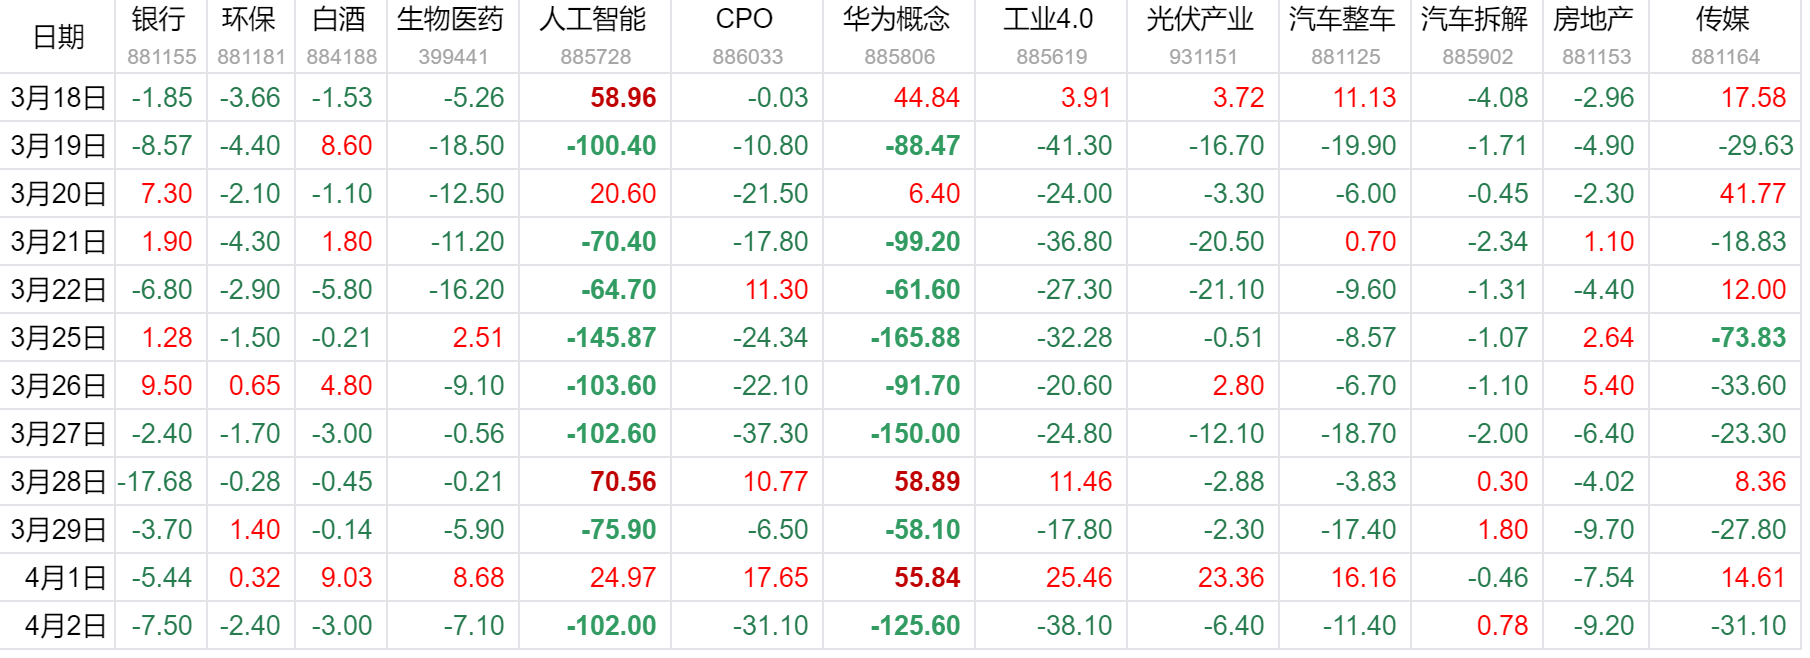 日期 银行 环保 白酒 生物医药 人工智能 CPO 华为概念 工业4.0 光伏产业 汽车整车 汽车拆解 房地产 传媒
881155 881181 884188 399441 885728 886033 885806 885619 931151 881125 885902 881153 881164
3月18日 -1.85 -3.66 -1.53 -5.26 58.96 -0.03 44.84 3.91 3.72 11.13 -4.08 -2.96 17.58
3月19日 -8.57 -4.40 8.60 -18.50 -100.40 -10.80 -88.47 -41.30 -16.70 -19.90 -1.71 -4.90 -29.63
3月20日 7.30 -2.10 -1.10 -12.50 20.60 -21.50 6.40 -24.00 -3.30 -6.00 -0.45 -2.30 41.77
3月21日 1.90 -4.30 1.80 -11.20 -70.40 -17.80 -99.20 -36.80 -20.50 0.70 -2.34 1.10 -18.83
3月22日 -6.80 -2.90 -5.80 -16.20 -64.70 11.30 -61.60 -27.30 -21.10 -9.60 -1.31 -4.40 12.00
3月25日 1.28 -1.50 -0.21 2.51 -145.87 -24.34 -165.88 -32.28 -0.51 -8.57 -1.07 2.64 -73.83
3月26日 9.50 0.65 4.80 -9.10 -103.60 -22.10 -91.70 -20.60 2.80 -6.70 -1.10 5.40 -33.60
3月27日 -2.40 -1.70 -3.00 -0.56 -102.60 -37.30 -150.00 -24.80 -12.10 -18.70 -2.00 -6.40 -23.30
3月28日 -17.68 -0.28 -0.45 -0.21 70.56 10.77 58.89 11.46 -2.88 -3.83 0.30 -4.02 8.36
3月29日 -3.70 1.40 -0.14 -5.90 -75.90 -6.50 -58.10 -17.80 -2.30 -17.40 1.80 -9.70 -27.80
4月1日 -5.44 0.32 9.03 8.68 24.97 17.65 55.84 25.46 23.36 16.16 -0.46 -7.54 14.61
4月2日 -7.50 -2.40 -3.00 -7.10 -102.00 -31.10 -125.60 -38.10 -6.40 -11.40 0.78 -9.20 -31.10